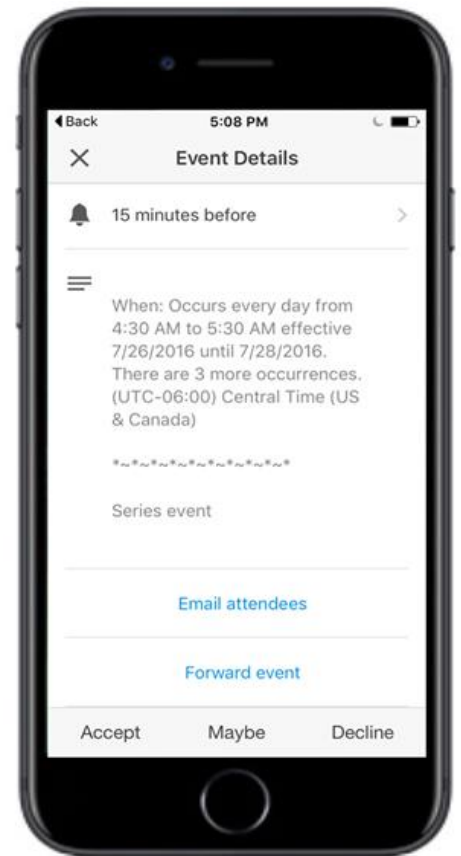 Back
5:08 PM
Event Details
15 minutes before
When: Occurs every day from
4:30 AM to 5:30 AM effective
7/26/2016 until 7/28/2016.
There are 3 more occurrences.
(UTC-06:00) Central Time (US
& Canada)
*~*~*~*~*~*~*~*~*~*
Series event
Email attendees
Forward event
Accept Maybe Decline